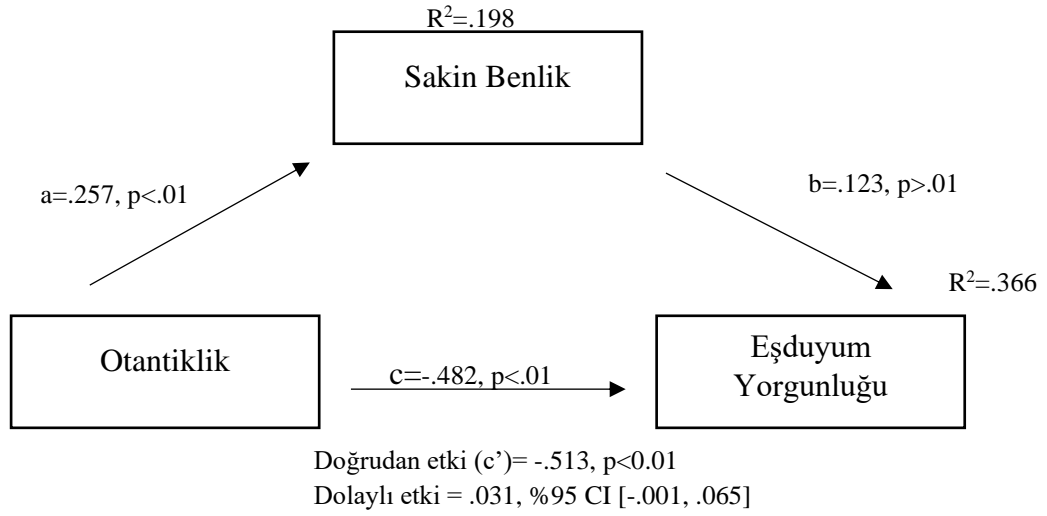 R²=.198
Sakin Benlik
a=.257, p<.01
b=.123, p>.01
R²=.366
Otantiklik
Eşduyum
Yorgunluğu
c=-.482, p<.01
Doğrudan etki (c’)= -.513, p<0.01
Dolaylı etki = .031, %95 CI [-.001, .065]